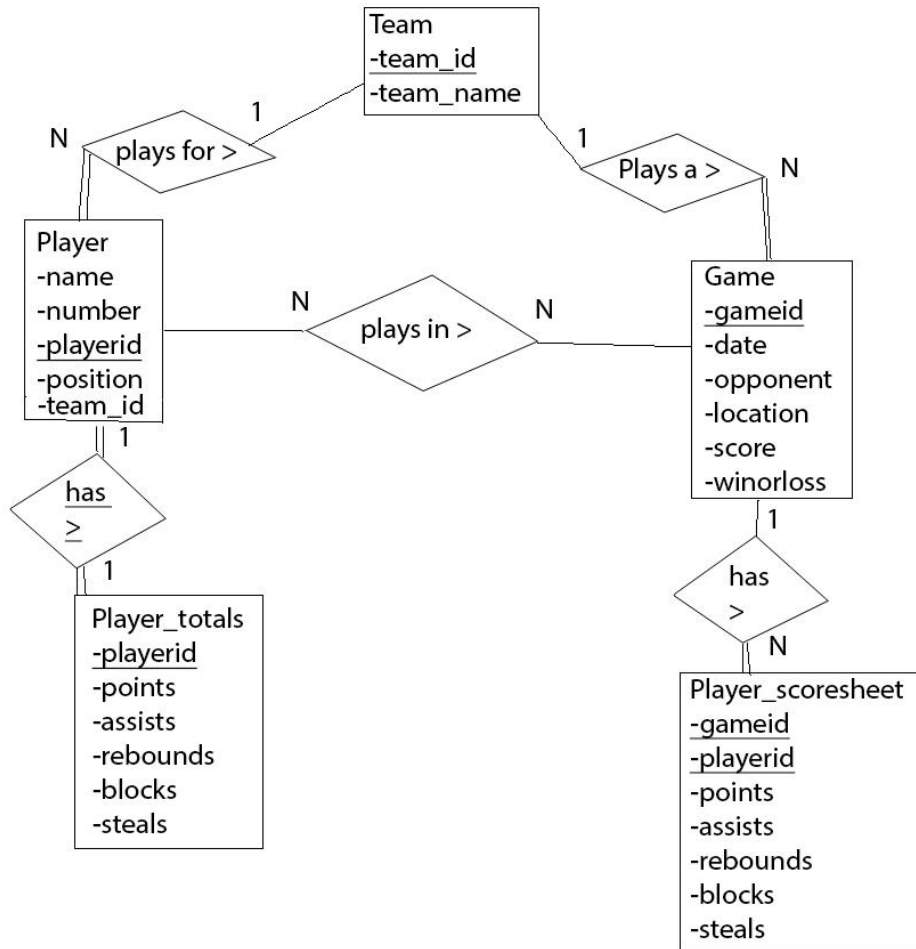 Team
-team_id
-team_name
1
N
plays for >
1
Plays a >
N
Player
-name
-number
-playerid
-position
-team_id
N
plays in >
N
Game
-gameid
-date
-opponent
-location
-score
-winorloss
1
has
>
1
Player_totals
-playerid
-points
-assists
-rebounds
-blocks
-steals
1
has
>
N
Player_scoresheet
-gameid
-playerid
-points
-assists
-rebounds
-blocks
-steals